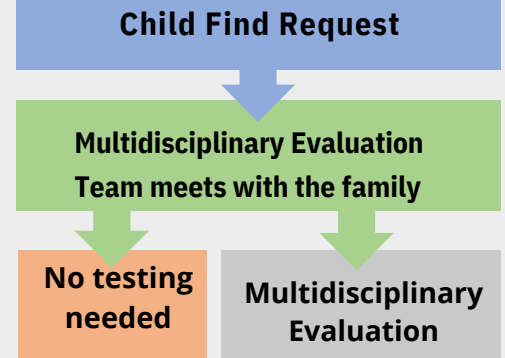 Child Find Request
Multidisciplinary Evaluation
Team meets with the family
No testing
needed
Multidisciplinary
Evaluation